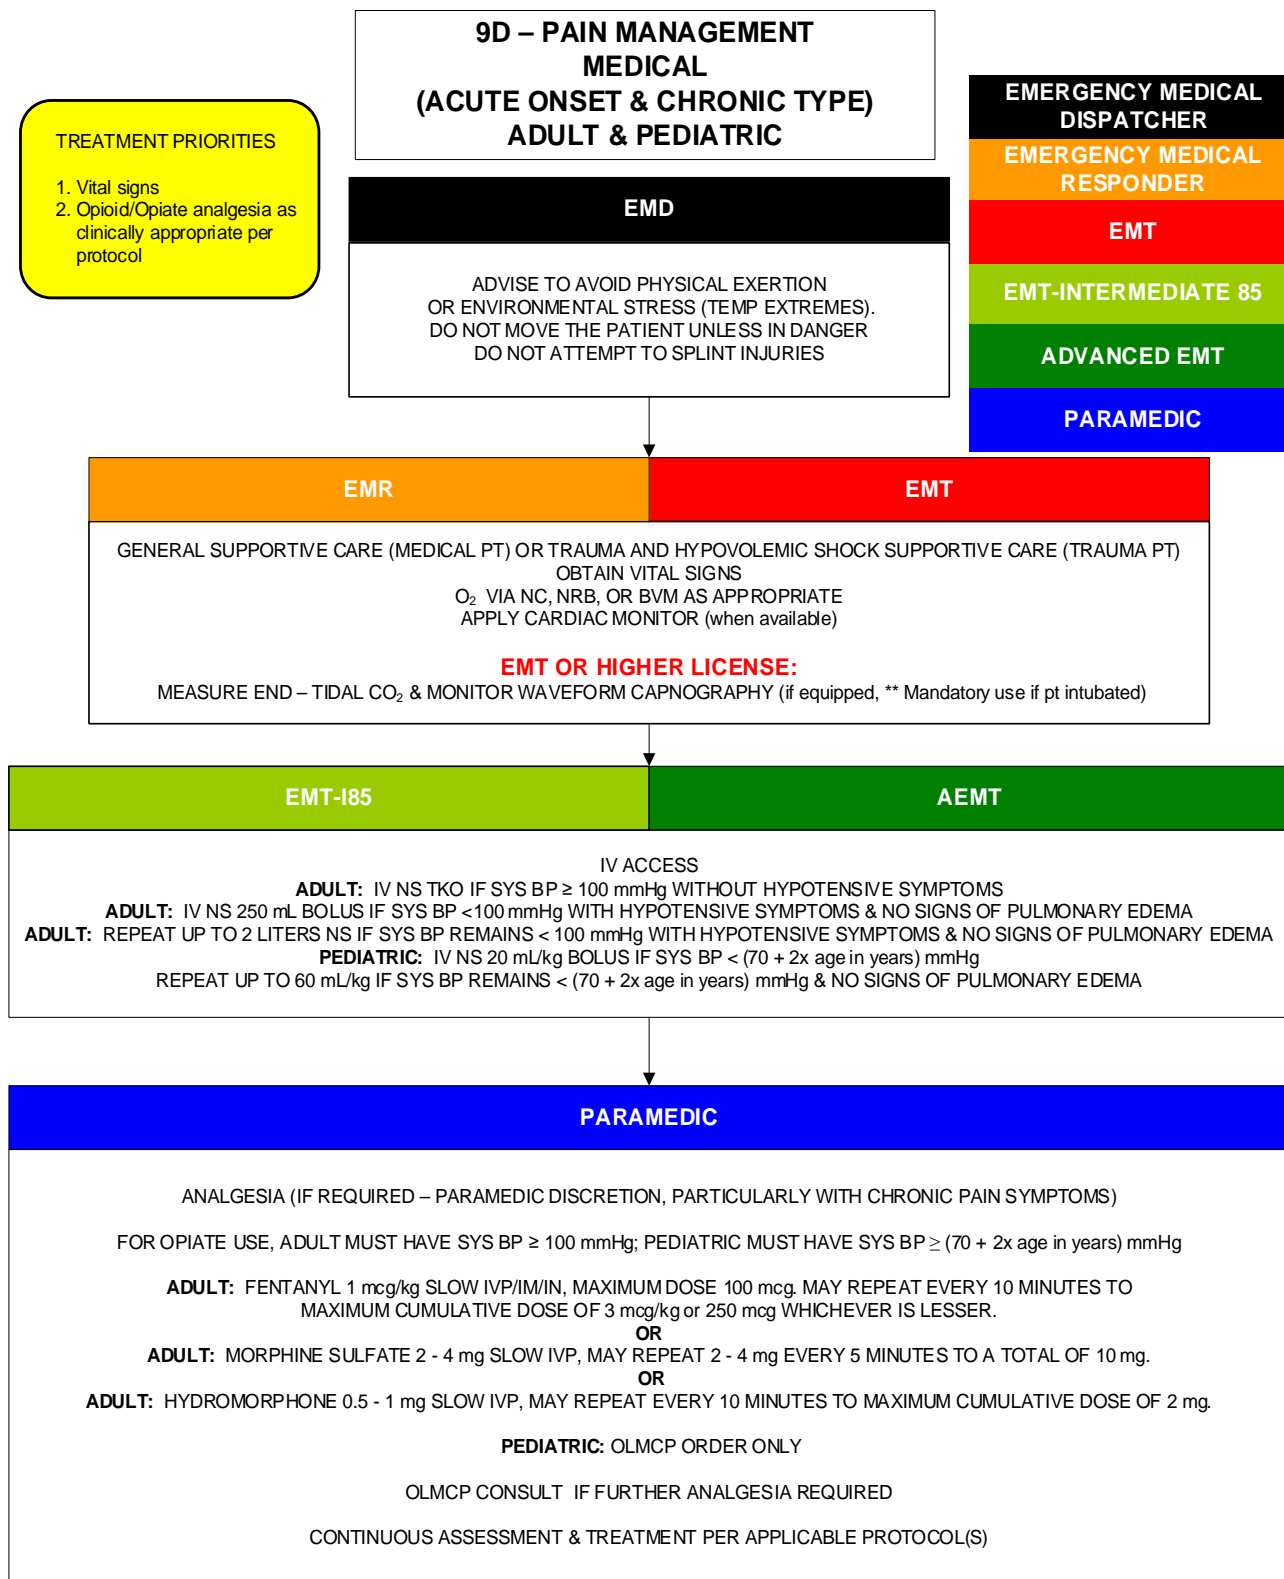 9D – PAIN MANAGEMENT
MEDICAL
(ACUTE ONSET & CHRONIC TYPE)
ADULT & PEDIATRIC
TREATMENT PRIORITIES
1. Vital signs
2. Opioid/Opiate analgesia as
clinically appropriate per
protocol
EMERGENCY MEDICAL
DISPATCHER
EMERGENCY MEDICAL
RESPONDER
EMT
EMT-INTERMEDIATE 85
ADVANCED EMT
PARAMEDIC
EMD
ADVISE TO AVOID PHYSICAL EXERTION
OR ENVIRONMENTAL STRESS (TEMP EXTREMES).
DO NOT MOVE THE PATIENT UNLESS IN DANGER
DO NOT ATTEMPT TO SPLINT INJURIES
EMR
EMT
GENERAL SUPPORTIVE CARE (MEDICAL PT) OR TRAUMA AND HYPOVOLEMIC SHOCK SUPPORTIVE CARE (TRAUMA PT)
OBTAIN VITAL SIGNS
O₂ VIA NC, NRB, OR BVM AS APPROPRIATE
APPLY CARDIAC MONITOR (when available)
EMT OR HIGHER LICENSE:
MEASURE END – TIDAL CO₂ & MONITOR WAVEFORM CAPNOGRAPHY (if equipped, ** Mandatory use if pt intubated)
EMT-I85
AEMT
IV ACCESS
ADULT: IV NS TKO IF SYS BP ≥ 100 mmHg WITHOUT HYPOTENSIVE SYMPTOMS
ADULT: IV NS 250 mL BOLUS IF SYS BP <100 mmHg WITH HYPOTENSIVE SYMPTOMS & NO SIGNS OF PULMONARY EDEMA
ADULT: REPEAT UP TO 2 LITERS NS IF SYS BP REMAINS < 100 mmHg WITH HYPOTENSIVE SYMPTOMS & NO SIGNS OF PULMONARY EDEMA
PEDIATRIC: IV NS 20 mL/kg BOLUS IF SYS BP < (70 + 2x age in years) mmHg
REPEAT UP TO 60 mL/kg IF SYS BP REMAINS < (70 + 2x age in years) mmHg & NO SIGNS OF PULMONARY EDEMA
PARAMEDIC
ANALGESIA (IF REQUIRED – PARAMEDIC DISCRETION, PARTICULARLY WITH CHRONIC PAIN SYMPTOMS)
FOR OPIATE USE, ADULT MUST HAVE SYS BP ≥ 100 mmHg; PEDIATRIC MUST HAVE SYS BP ≥ (70 + 2x age in years) mmHg
ADULT: FENTANYL 1 mcg/kg SLOW IVP/IM/IN, MAXIMUM DOSE 100 mcg. MAY REPEAT EVERY 10 MINUTES TO
MAXIMUM CUMULATIVE DOSE OF 3 mcg/kg or 250 mcg WHICHEVER IS LESSER.
OR
ADULT: MORPHINE SULFATE 2 - 4 mg SLOW IVP, MAY REPEAT 2 - 4 mg EVERY 5 MINUTES TO A TOTAL OF 10 mg.
OR
ADULT: HYDROMORPHONE 0.5 - 1 mg SLOW IVP, MAY REPEAT EVERY 10 MINUTES TO MAXIMUM CUMULATIVE DOSE OF 2 mg.
PEDIATRIC: OLMCP ORDER ONLY
OLMCP CONSULT IF FURTHER ANALGESIA REQUIRED
CONTINUOUS ASSESSMENT & TREATMENT PER APPLICABLE PROTOCOL(S)